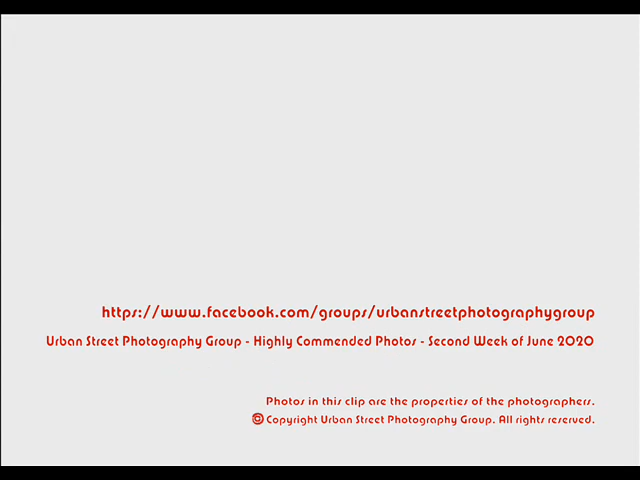 https://www.facebook.com/groups/urbanstreetphotographygroup
Urban Street Photography Group - Highly Commended Photos - Second Week of June 2020
Photos in this clip are the properties of the photographers.
© Copyright Urban Street Photography Group. All rights reserved.